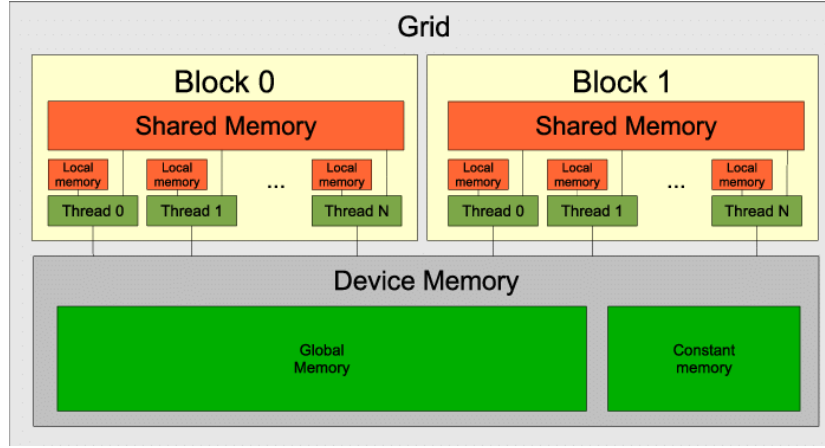 Grid
Block 0
Shared Memory
Local
memory
Local
memory
...
Local
memory
Thread 0
Thread 1
Thread N
Block 1
Shared Memory
Local
memory
Local
memory
...
Local
memory
Thread 0
Thread 1
Thread N
Device Memory
Global
Memory
Constant
memory